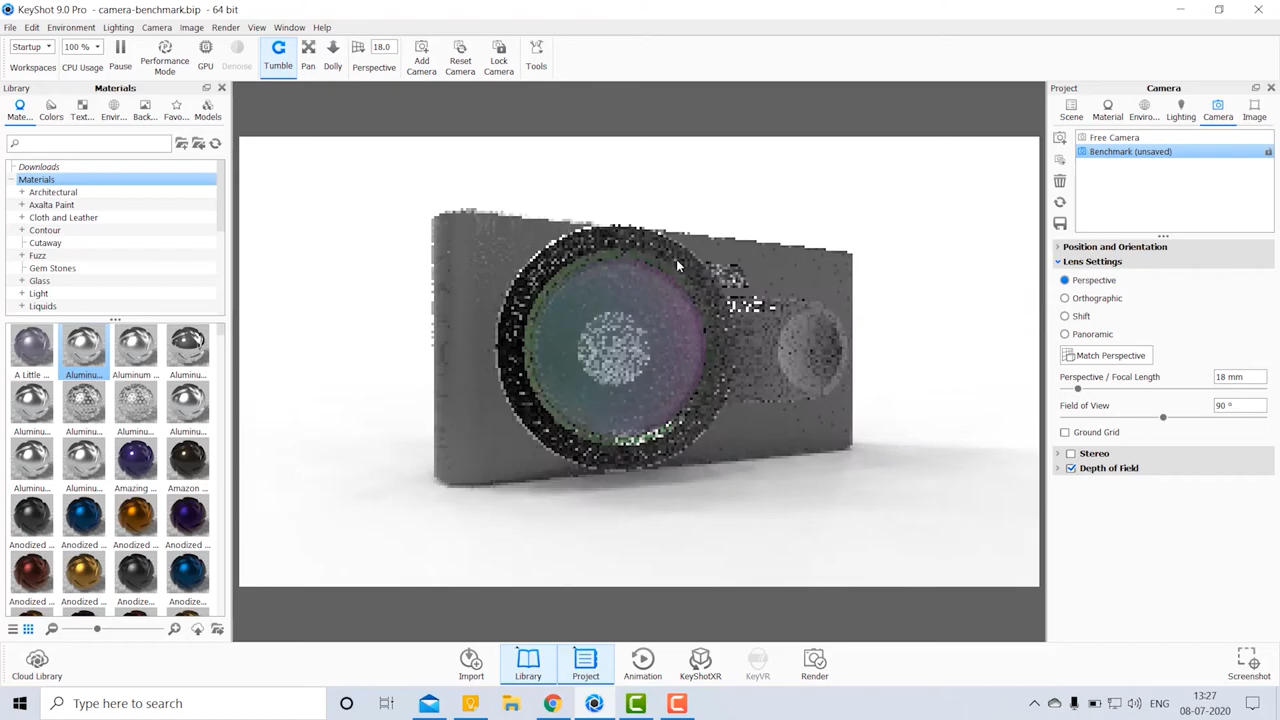 KeyShot 9.0 Pro - camera-benchmark.bip - 64 bit
File Edit Environment Lighting Camera Image Render View Window Help
Startup 100 % 18.0
Workspaces CPU Usage Pause Performance Mode GPU Denoise Tumble Pan Dolly Perspective Add Camera Reset Camera Lock Camera Tools
Library Materials
Mate... Colors Text... Envir... Back... Favo... Models
Downloads
Materials
Architectural
Axalta Paint
Cloth and Leather
Contour
Cutaway
Fuzz
Gem Stones
Glass
Light
Liquids
A Little ... Aluminu... Aluminum ... Aluminu...
Aluminu... Aluminu... Aluminu... Aluminu...
Aluminu... Aluminu... Amazing ... Amazon ...
Anodized ... Anodized ... Anodized ... Anodized ...
Anodized ... Anodized ... Anodize... Anodize...
Project Camera
Scene Material Enviro... Lighting Camera Image
Free Camera
Benchmark (unsaved)
Position and Orientation
Lens Settings
Perspective
Orthographic
Shift
Panoramic
Match Perspective
Perspective / Focal Length 18 mm
Field of View 90 °
Ground Grid
Stereo
Depth of Field
Cloud Library Import Library Project Animation KeyShotXR KeyVR Render Screenshot
Type here to search
ENG
13:27
08-07-2020